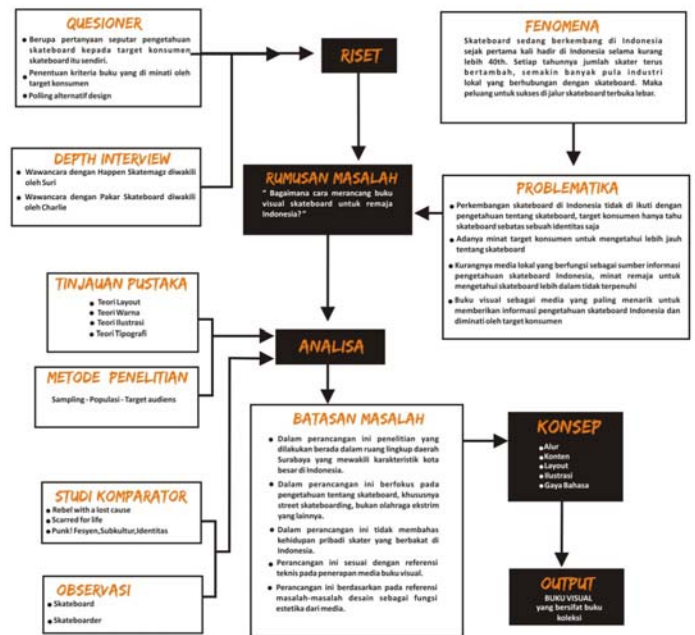 QUESIONER
• Berupa pertanyaan seputar pengetahuan
skateboard kepada target konsumen
skateboard itu sendiri.
• Penentuan kriteria buku yang di minati oleh
target konsumen
• Polling alternatif design
DEPTH INTERVIEW
• Wawancara dengan Happen Skatemagz diwakili
oleh Suri
• Wawancara dengan Pakar Skateboard diwakili
oleh Charlie
RISET
FENOMENA
Skateboard sedang berkembang di Indonesia
sejak pertama kali hadir di Indonesia selama kurang
lebih 40th. Setiap tahunnya jumlah skater terus
bertambah, semakin banyak pula industri
lokal yang berhubungan dengan skateboard. Maka
peluang untuk sukses di jalur skateboard terbuka lebar.
RUMUSAN MASALAH
" Bagaimana cara merancang buku
visual skateboard untuk remaja
Indonesia? "
PROBLEMATIKA
• Perkembangan skateboard di Indonesia tidak di ikuti dengan
pengetahuan tentang skateboard, target konsumen hanya tahu
skateboard sebatas sebuah identitas saja
• Adanya minat target konsumen untuk mengetahui lebih jauh
tentang skateboard
• Kurangnya media lokal yang berfungsi sebagai sumber informasi
pengetahuan skateboard Indonesia, minat remaja untuk
mengetahui skateboard lebih dalam tidak terpenuhi
• Buku visual sebagai media yang paling menarik untuk
memberikan informasi pengetahuan skateboard Indonesia dan
diminati oleh target konsumen
TINJAUAN PUSTAKA
• Teori Layout
• Teori Warna
• Teori Ilustrasi
• Teori Tipografi
METODE PENELITIAN
Sampling - Populasi - Target audiens
ANALISA
STUDI KOMPARATOR
• Rebel with a lost cause
• Scarred for life
• Punk! Fesyen,Subkultur,Identitas
OBSERVASI
• Skateboard
• Skateboarder
BATASAN MASALAH
• Dalam perancangan ini penelitian yang
dilakukan berada dalam ruang lingkup daerah
Surabaya yang mewakili karakteristik kota
besar di Indonesia.
• Dalam perancangan ini berfokus pada
pengetahuan tentang skateboard, khususnya
street skateboarding, bukan olahraga ekstrim
yang lainnya.
• Dalam perancangan ini tidak membahas
kehidupan pribadi skater yang berbakat di
Indonesia.
• Perancangan ini sesuai dengan referensi
teknis pada penerapan media buku visual.
• Perancangan ini berdasarkan pada referensi
masalah-masalah desain sebagai fungsi
estetika dari media.
KONSEP
• Alur
• Konten
• Layout
• Ilustrasi
• Gaya Bahasa
OUTPUT
BUKU VISUAL
yang bersifat buku
koleksi